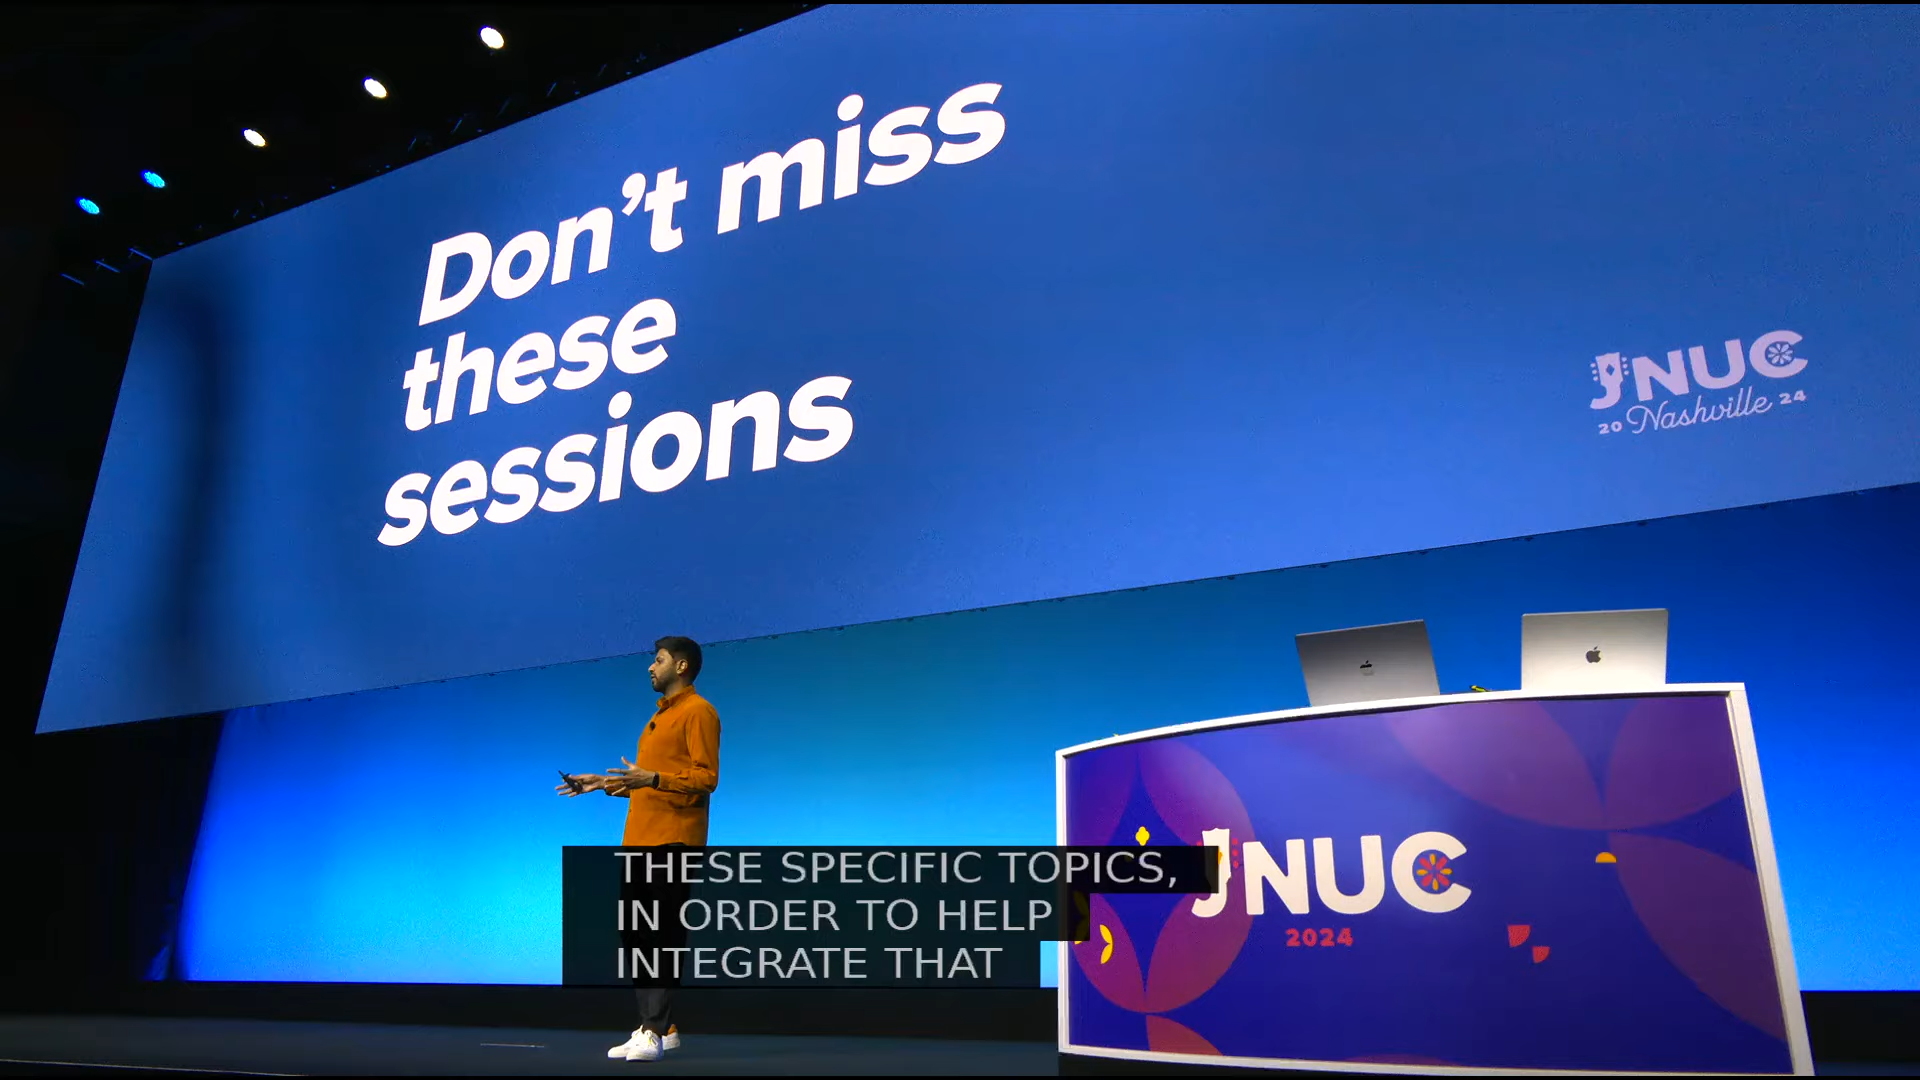 Don't miss
these
sessions
JNUC
20 Nashville 24
JNUC
2024
THESE SPECIFIC TOPICS,
IN ORDER TO HELP
INTEGRATE THAT